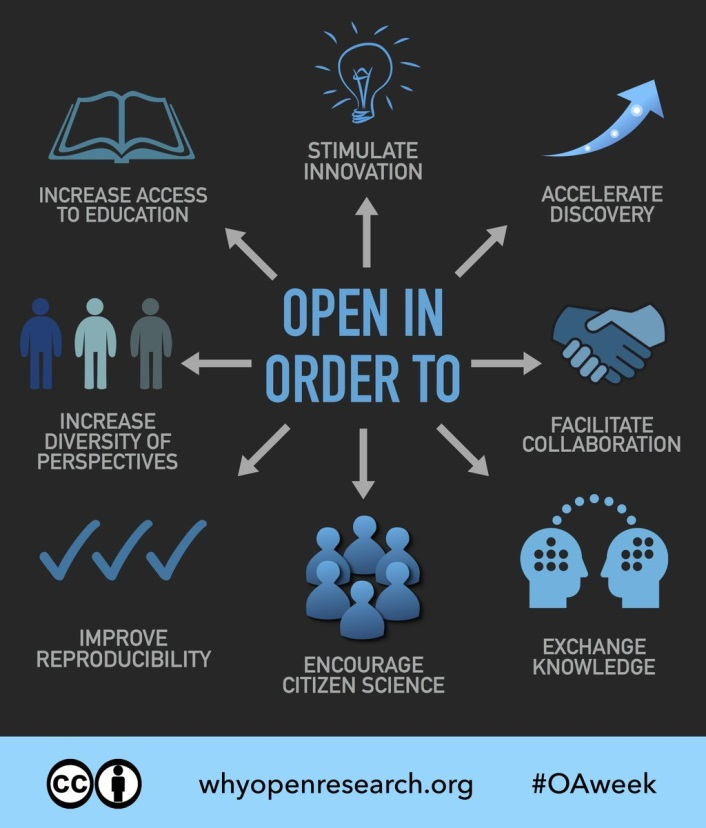 STIMULATE
INNOVATION
INCREASE ACCESS
TO EDUCATION
ACCELERATE
DISCOVERY
OPEN IN
ORDER TO
INCREASE
DIVERSITY OF
PERSPECTIVES
FACILITATE
COLLABORATION
IMPROVE
REPRODUCIBILITY
ENCOURAGE
CITIZEN SCIENCE
EXCHANGE
KNOWLEDGE
cc
whyopenresearch.org
#OAweek